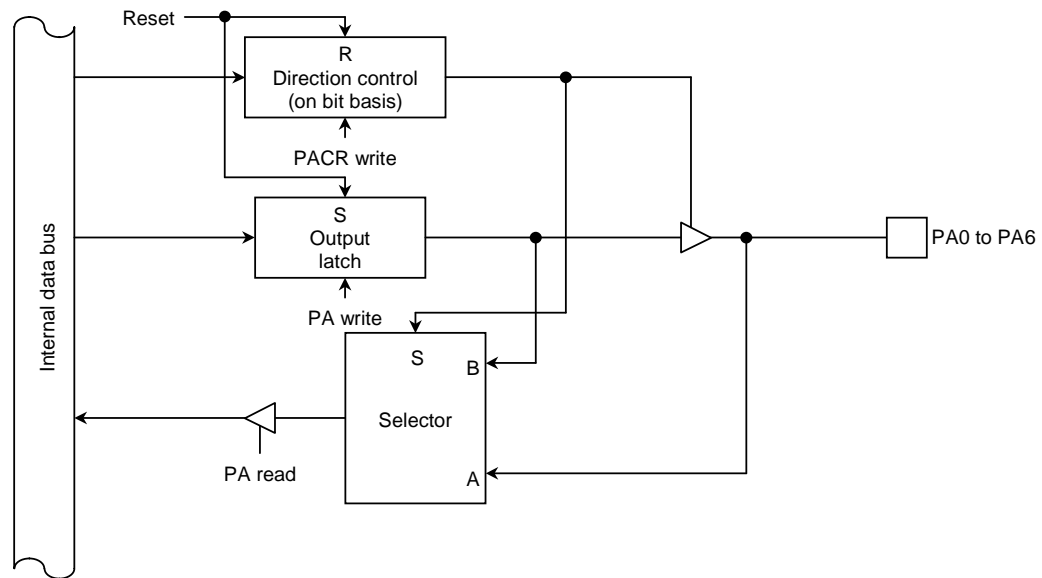 Reset
R
Direction control
(on bit basis)
PACR write
S
Output
latch
PA write
PA0 to PA6
Internal data bus
S
B
Selector
A
PA read